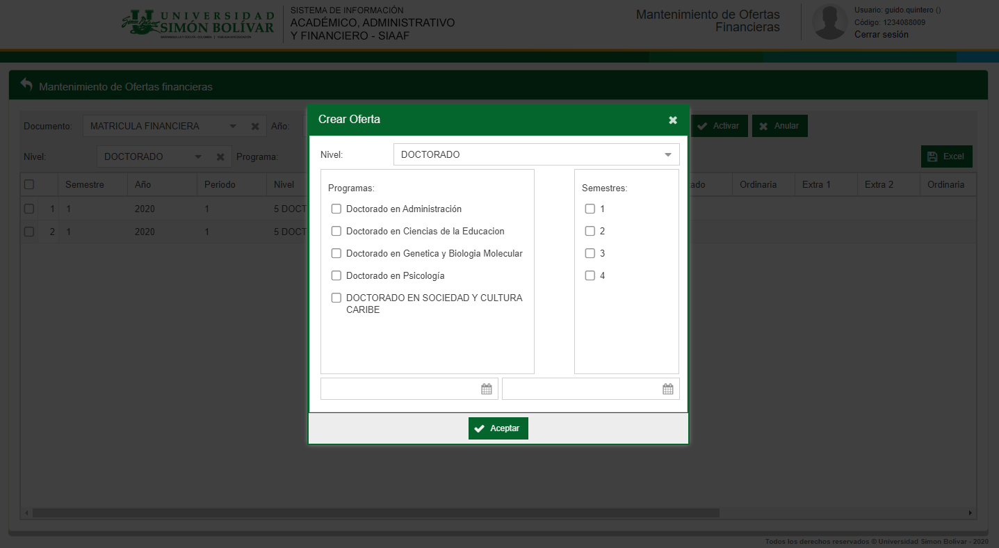 UNIVERSIDAD
SIMÓN BOLÍVAR
SISTEMA DE INFORMACIÓN
ACADÉMICO, ADMINISTRATIVO
Y FINANCIERO - SIAAF
Mantenimiento de Ofertas
Financieras
Usuario: guido.quintero ()
Código: 1234088009
Cerrar sesión
Mantenimiento de Ofertas financieras
Documento: MATRICULA FINANCIERA Año: Activar Anular
Nivel: DOCTORADO Programa: Excel
Semestre Año Periodo Nivel Ordinaria Extra 1 Extra 2 Ordinaria
1 1 2020 1 5 DOCT
2 1 2020 1 5 DOCT
Crear Oferta
Nivel: DOCTORADO
Programas:
Doctorado en Administración
Doctorado en Ciencias de la Educacion
Doctorado en Genetica y Biologia Molecular
Doctorado en Psicología
DOCTORADO EN SOCIEDAD Y CULTURA
CARIBE
Semestres:
1
2
3
4
Aceptar
Todos los derechos reservados © Universidad Simon Bolivar - 2020